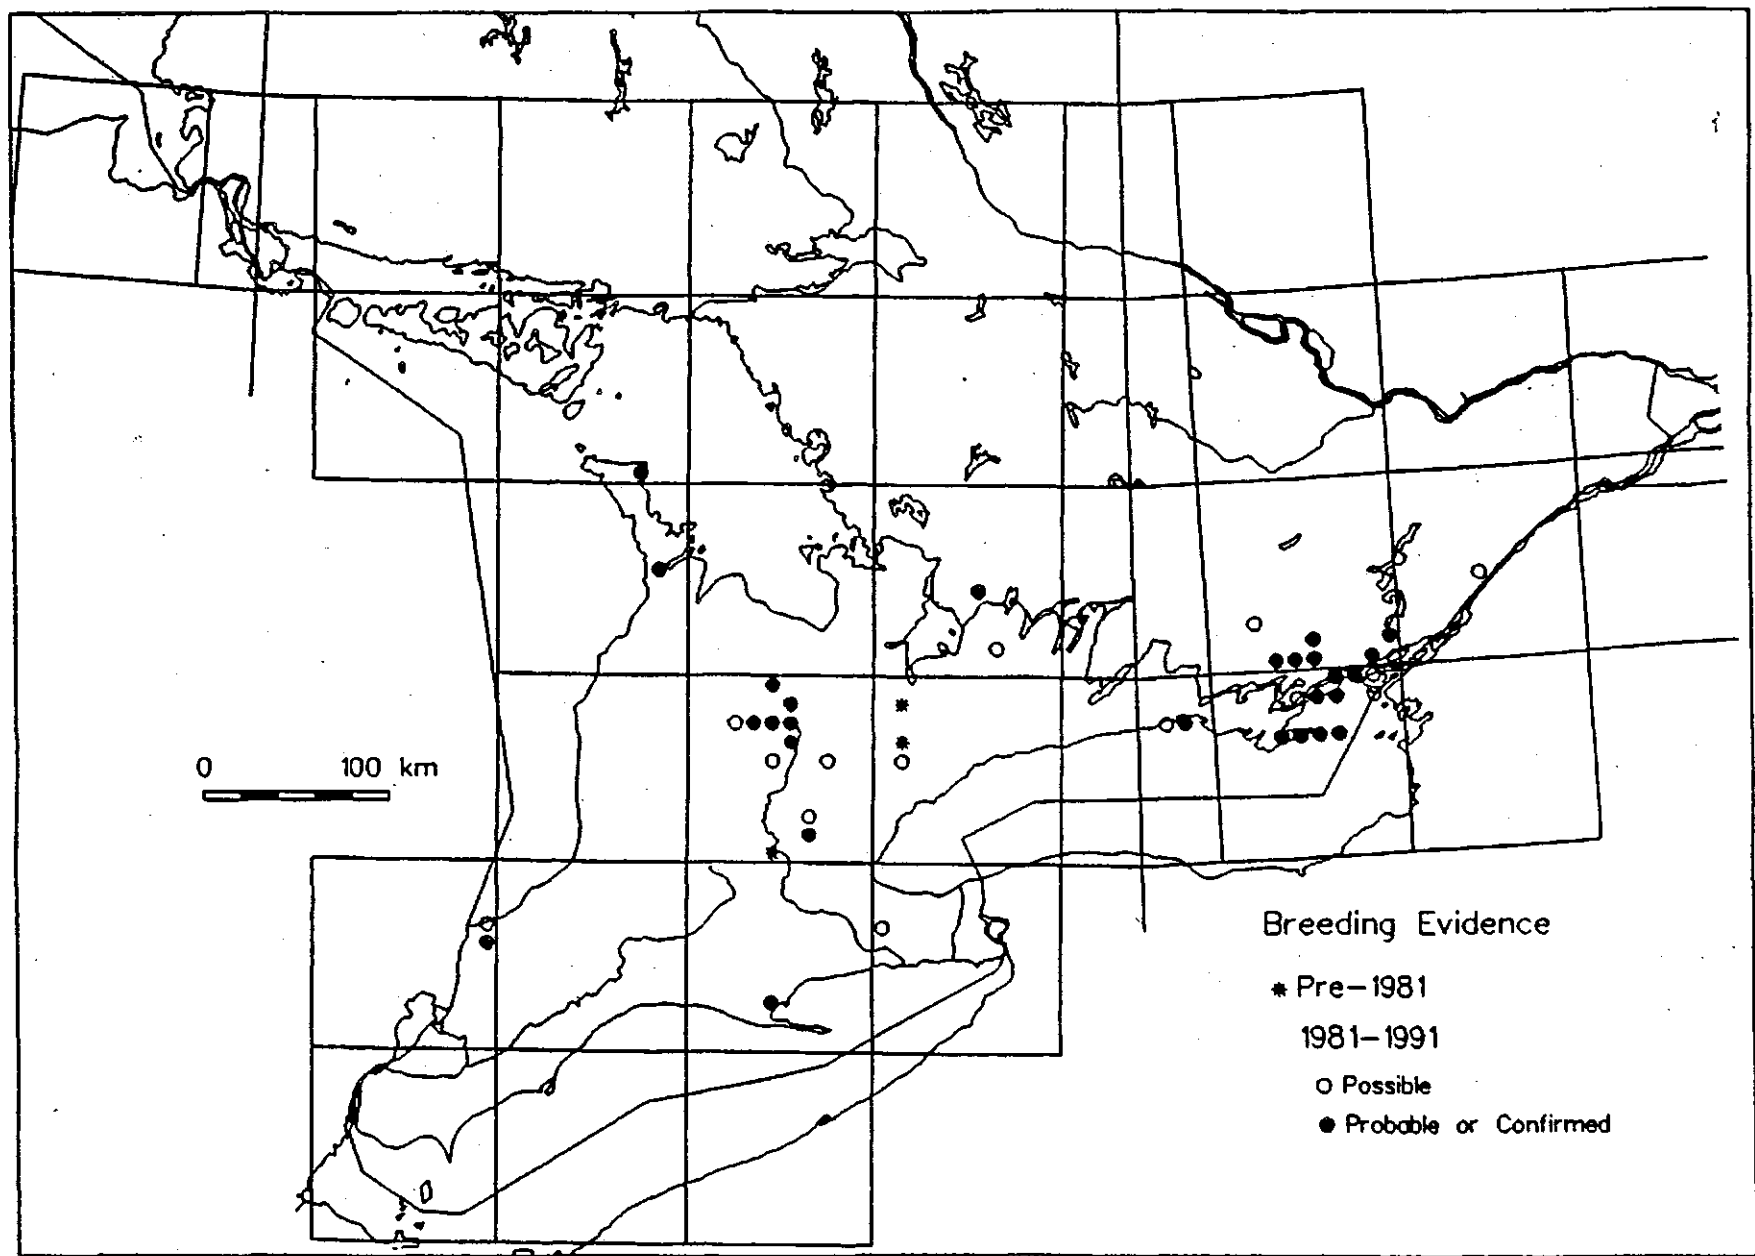 0 100 km
Breeding Evidence
* Pre-1981
1981-1991
○ Possible
● Probable or Confirmed